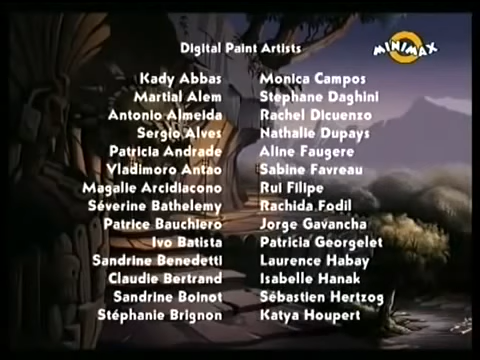 Digital Paint Artists
MINIMAX
Kady Abbas Monica Campos
Martial Alem Stephane Daghini
Antonio Almeida Rachel Dicuenzo
Sergio Alves Nathalie Dupays
Patricia Andrade Aline Faugere
Vladimoro Antao Sabine Favreau
Magalie Arcidiacono Rui Filipe
Séverine Bathelemy Rachida Fodil
Patrice Bauchiero Jorge Gavancha
Ivo Batista Patricia Georgelet
Sandrine Benedetti Laurence Habay
Claudie Bertrand Isabelle Hanak
Sandrine Boinot Sébastien Hertzog
Stéphanie Brignon Katya Houpert